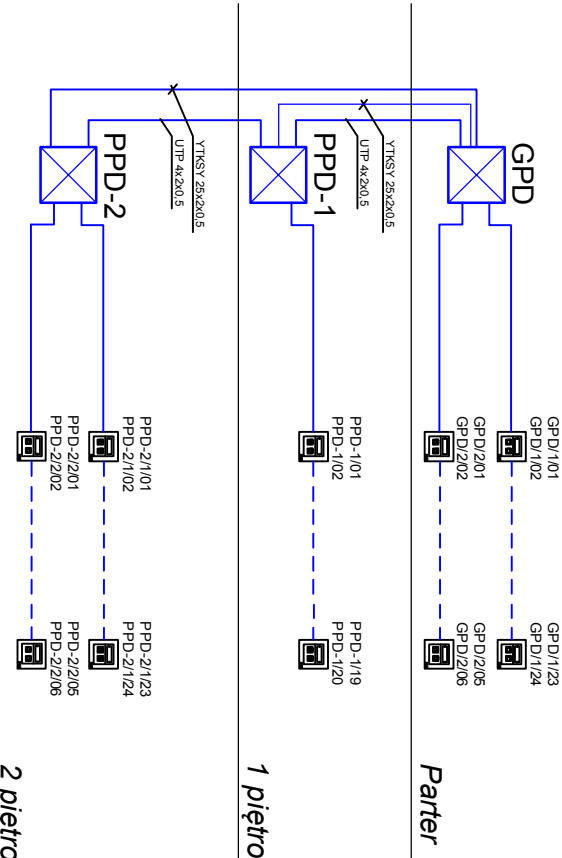 GPD
GPD/1/01
GPD/1/02
GPD/1/23
GPD/1/24
GPD/2/01
GPD/2/02
GPD/2/05
GPD/2/06
Parter
YTKSY 25x2x0,5
UTP 4x2x0,5
PPD-1
PPD-1/01
PPD-1/02
PPD-1/19
PPD-1/20
1 piętro
YTKSY 25x2x0,5
UTP 4x2x0,5
PPD-2
PPD-2/1/01
PPD-2/1/02
PPD-2/1/23
PPD-2/1/24
PPD-2/2/01
PPD-2/2/02
PPD-2/2/05
PPD-2/2/06
2 piętro